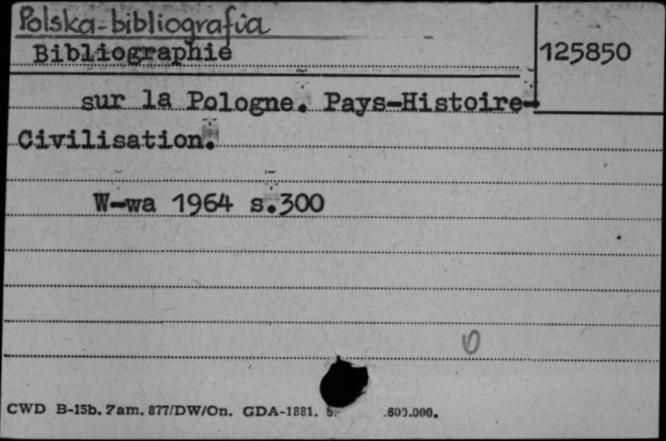 Polska-bibliografia
Bibliographie 125850
sur la Pologne. Pays-Histoire-
Civilisation.
W-wa 1964 s.300
0
CWD B-15b. Zam. 877/DW/On. GDA-1881. .600.000.